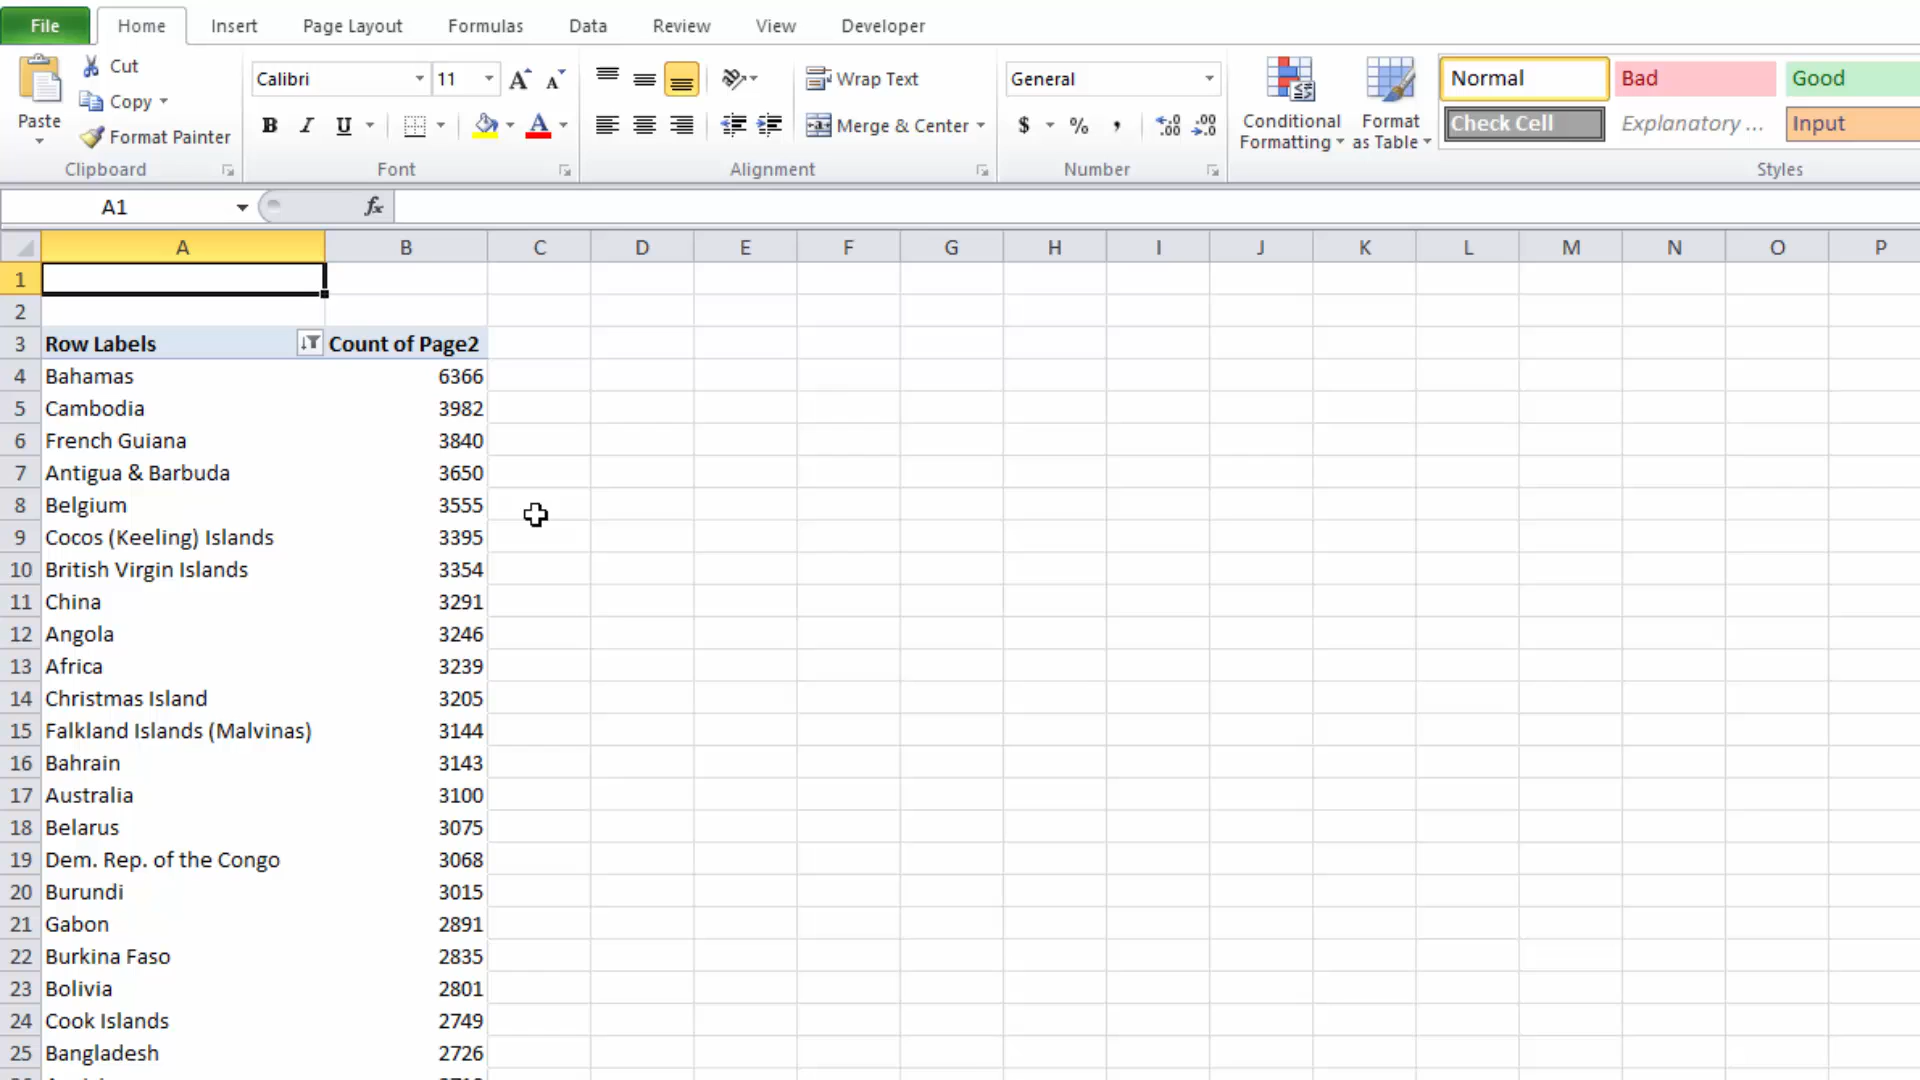 File Home Insert Page Layout Formulas Data Review View Developer
Cut
Copy
Format Painter
Paste
Clipboard
Calibri 11
A A
B I U A
Font
Wrap Text
Merge & Center
Alignment
General
$ % , .0 .00 .00 .0
Number
Conditional Formatting
Format as Table
Normal Bad Good
Check Cell Explanatory ... Input
Styles
A1 fx
A B C D E F G H I J K L M N O P
1
2
3 Row Labels Count of Page2
4 Bahamas 6366
5 Cambodia 3982
6 French Guiana 3840
7 Antigua & Barbuda 3650
8 Belgium 3555
9 Cocos (Keeling) Islands 3395
10 British Virgin Islands 3354
11 China 3291
12 Angola 3246
13 Africa 3239
14 Christmas Island 3205
15 Falkland Islands (Malvinas) 3144
16 Bahrain 3143
17 Australia 3100
18 Belarus 3075
19 Dem. Rep. of the Congo 3068
20 Burundi 3015
21 Gabon 2891
22 Burkina Faso 2835
23 Bolivia 2801
24 Cook Islands 2749
25 Bangladesh 2726